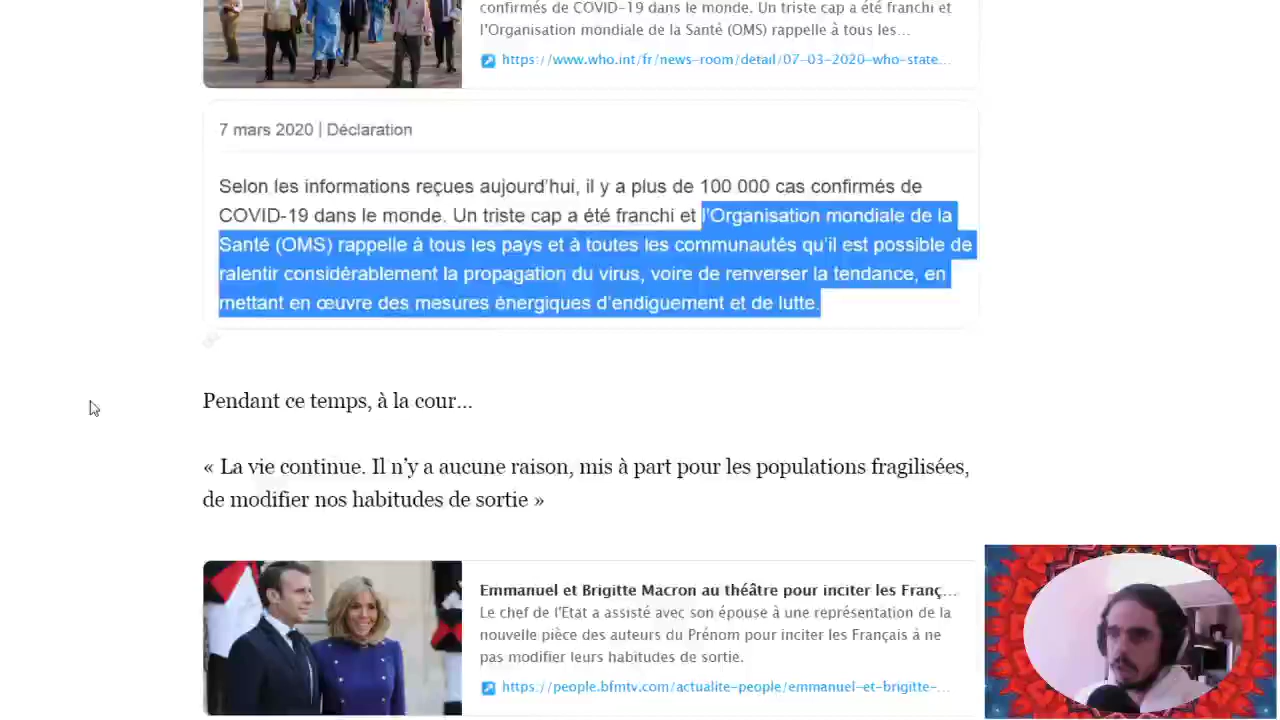 confirmés de COVID-19 dans le monde. Un triste cap a été franchi et
l'Organisation mondiale de la Santé (OMS) rappelle à tous les...
https://www.who.int/fr/news-room/detail/07-03-2020-who-state...
7 mars 2020 | Déclaration
Selon les informations reçues aujourd'hui, il y a plus de 100 000 cas confirmés de
COVID-19 dans le monde. Un triste cap a été franchi et l'Organisation mondiale de la
Santé (OMS) rappelle à tous les pays et à toutes les communautés qu'il est possible de
ralentir considérablement la propagation du virus, voire de renverser la tendance, en
mettant en œuvre des mesures énergiques d'endiguement et de lutte.
Pendant ce temps, à la cour...
« La vie continue. Il n'y a aucune raison, mis à part pour les populations fragilisées,
de modifier nos habitudes de sortie »
Emmanuel et Brigitte Macron au théâtre pour inciter les Franç...
Le chef de l'Etat a assisté avec son épouse à une représentation de la
nouvelle pièce des auteurs du Prénom pour inciter les Français à ne
pas modifier leurs habitudes de sortie.
https://people.bfmtv.com/actualite-people/emmanuel-et-brigitte-...